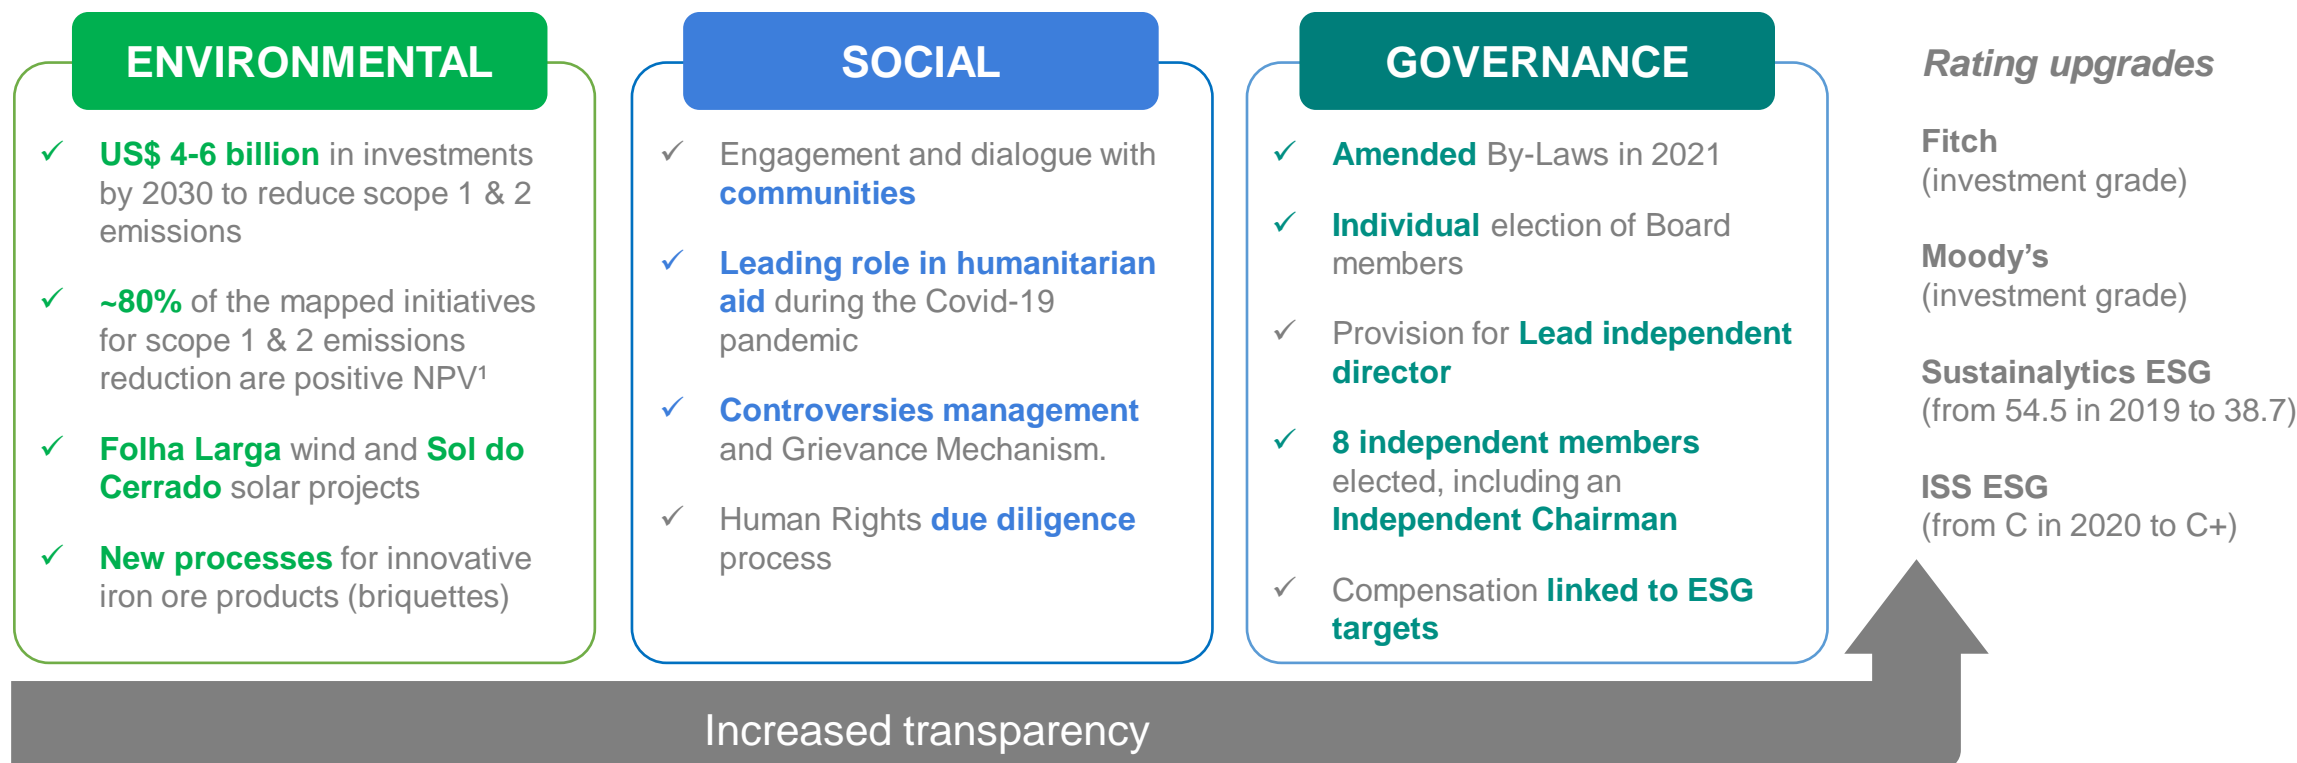 ENVIRONMENTAL
US$ 4-6 billion in investments
by 2030 to reduce scope 1 & 2
emissions
~80% of the mapped initiatives
for scope 1 & 2 emissions
reduction are positive NPV¹
Folha Larga wind and Sol do
Cerrado solar projects
New processes for innovative
iron ore products (briquettes)
SOCIAL
Engagement and dialogue with
communities
Leading role in humanitarian
aid during the Covid-19
pandemic
Controversies management
and Grievance Mechanism.
Human Rights due diligence
process
GOVERNANCE
Amended By-Laws in 2021
Individual election of Board
members
Provision for Lead independent
director
8 independent members
elected, including an
Independent Chairman
Compensation linked to ESG
targets
Rating upgrades
Fitch
(investment grade)
Moody’s
(investment grade)
Sustainalytics ESG
(from 54.5 in 2019 to 38.7)
ISS ESG
(from C in 2020 to C+)
Increased transparency